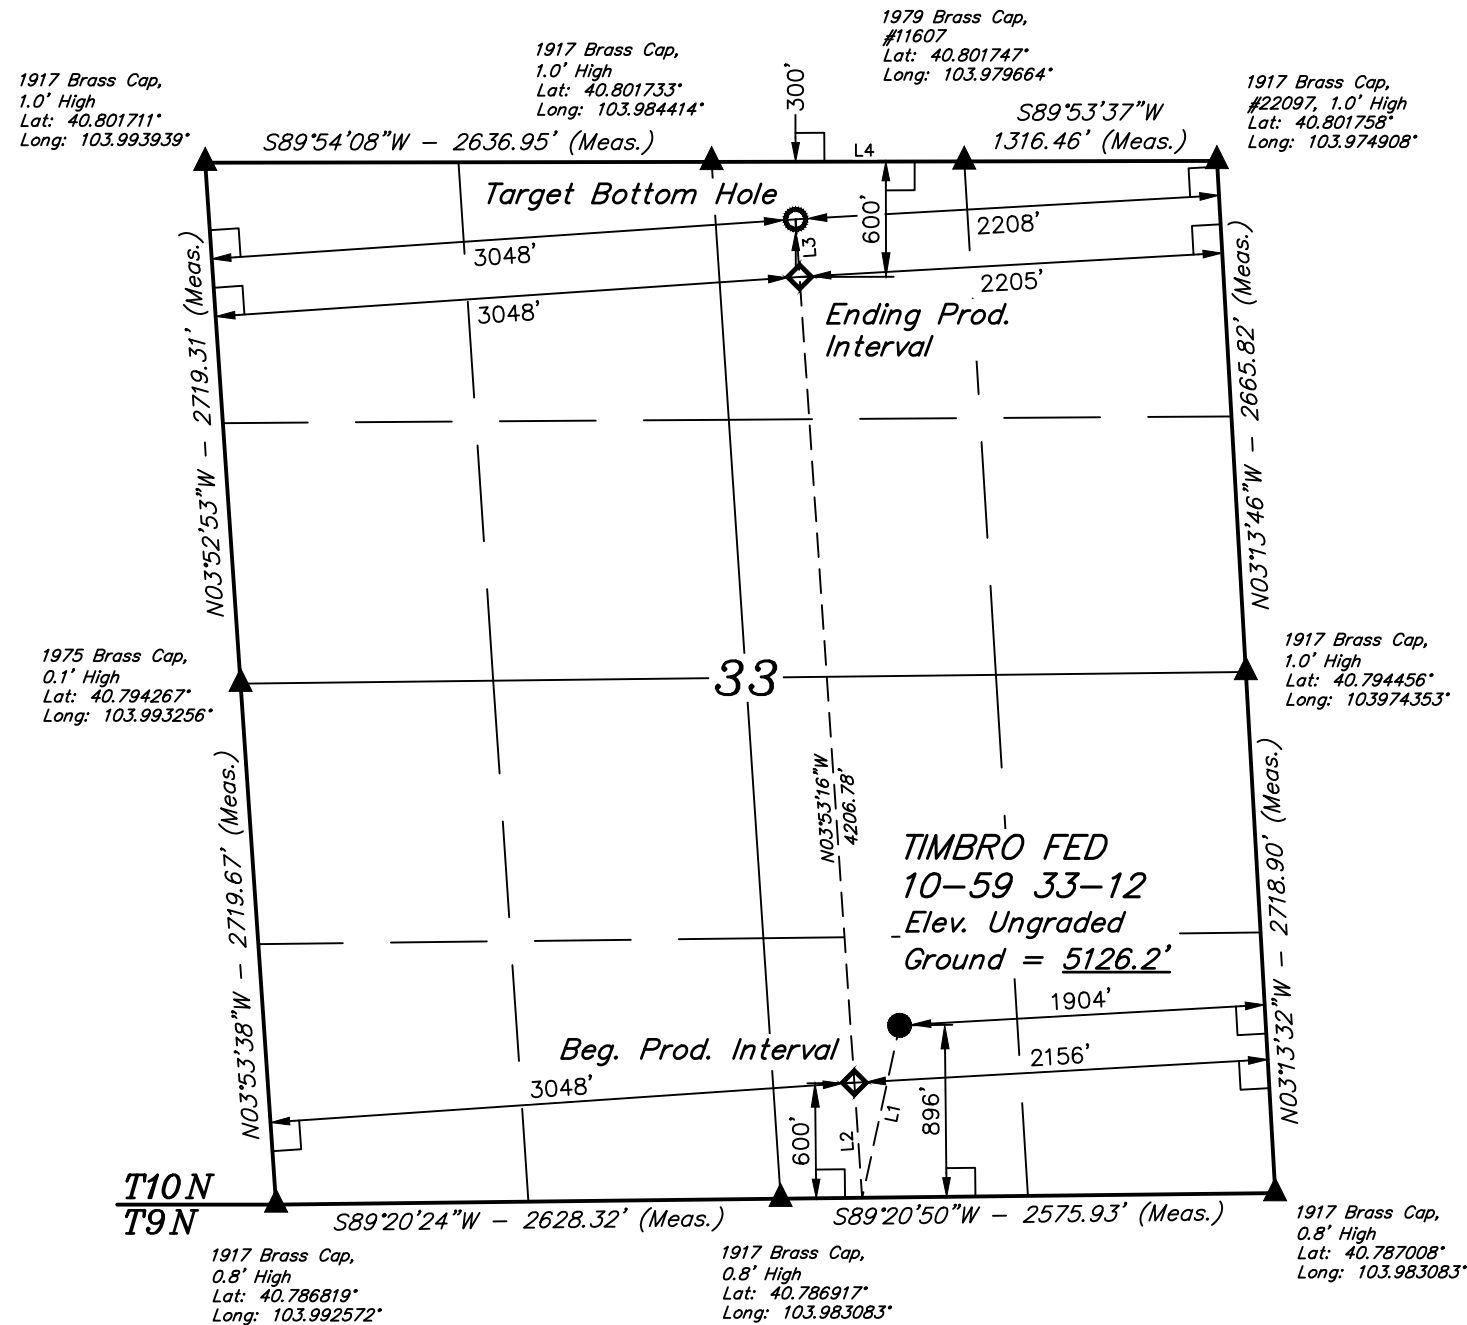 1979 Brass Cap,
#11607
Lat: 40.801747°
Long: 103.979664°
1917 Brass Cap,
1.0' High
Lat: 40.801733°
Long: 103.984414°
300'
1917 Brass Cap,
1.0' High
Lat: 40.801711°
Long: 103.993939°
1917 Brass Cap,
#22097, 1.0' High
Lat: 40.801758°
Long: 103.974908°
S89°54'08"W - 2636.95' (Meas.)
L4
S89°53'37"W
1316.46' (Meas.)
Target Bottom Hole
600'
2208'
3048'
L3
2205'
3048'
Ending Prod.
Interval
N03°52'53"W - 2719.31' (Meas.)
N03°13'46"W - 2665.82' (Meas.)
1975 Brass Cap,
0.1' High
Lat: 40.794267°
Long: 103.993256°
33
1917 Brass Cap,
1.0' High
Lat: 40.794456°
Long: 103974353°
N03°53'16"W
4206.78'
TIMBRO FED
10-59 33-12
Elev. Ungraded
Ground = 5126.2'
N03°53'38"W - 2719.67' (Meas.)
N03°13'32"W - 2718.90' (Meas.)
1904'
Beg. Prod. Interval
2156'
3048'
600'
L2
L1
896'
T10N
T9N
S89°20'24"W - 2628.32' (Meas.)
S89°20'50"W - 2575.93' (Meas.)
1917 Brass Cap,
0.8' High
Lat: 40.786819°
Long: 103.992572°
1917 Brass Cap,
0.8' High
Lat: 40.786917°
Long: 103.983083°
1917 Brass Cap,
0.8' High
Lat: 40.787008°
Long: 103.983083°